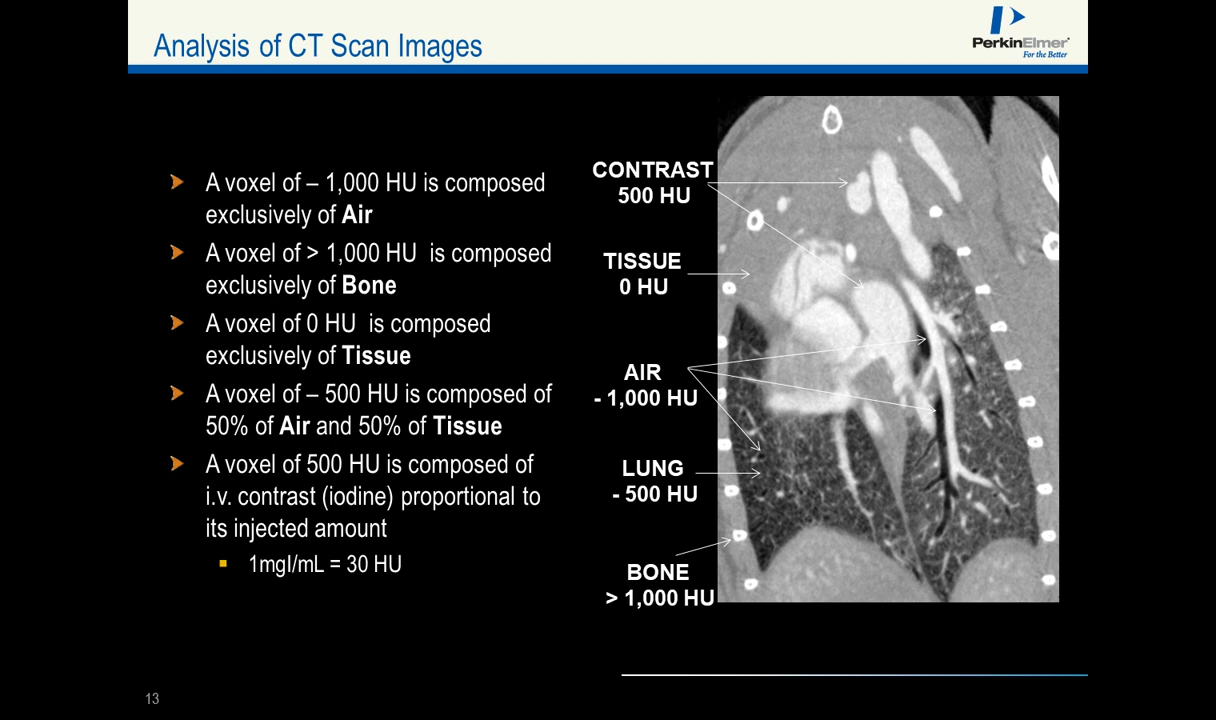 Analysis of CT Scan Images
PerkinElmer
For the Better
A voxel of – 1,000 HU is composed
exclusively of Air
A voxel of > 1,000 HU is composed
exclusively of Bone
A voxel of 0 HU is composed
exclusively of Tissue
A voxel of – 500 HU is composed of
50% of Air and 50% of Tissue
A voxel of 500 HU is composed of
i.v. contrast (iodine) proportional to
its injected amount
1mgI/mL = 30 HU
CONTRAST
500 HU
TISSUE
0 HU
AIR
- 1,000 HU
LUNG
- 500 HU
BONE
> 1,000 HU
13